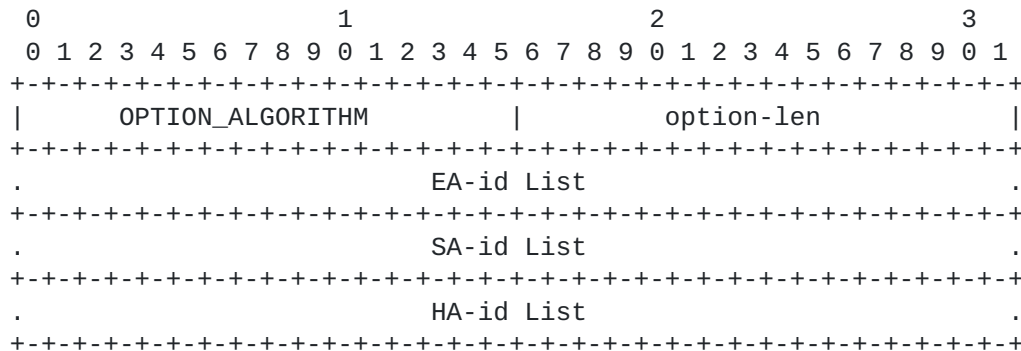 0                   1                   2                   3
 0 1 2 3 4 5 6 7 8 9 0 1 2 3 4 5 6 7 8 9 0 1 2 3 4 5 6 7 8 9 0 1
+-+-+-+-+-+-+-+-+-+-+-+-+-+-+-+-+-+-+-+-+-+-+-+-+-+-+-+-+-+-+-+-+
|      OPTION_ALGORITHM         |         option-len            |
+-+-+-+-+-+-+-+-+-+-+-+-+-+-+-+-+-+-+-+-+-+-+-+-+-+-+-+-+-+-+-+-+
.                          EA-id List                           .
+-+-+-+-+-+-+-+-+-+-+-+-+-+-+-+-+-+-+-+-+-+-+-+-+-+-+-+-+-+-+-+-+
.                          SA-id List                           .
+-+-+-+-+-+-+-+-+-+-+-+-+-+-+-+-+-+-+-+-+-+-+-+-+-+-+-+-+-+-+-+-+
.                          HA-id List                           .
+-+-+-+-+-+-+-+-+-+-+-+-+-+-+-+-+-+-+-+-+-+-+-+-+-+-+-+-+-+-+-+-+